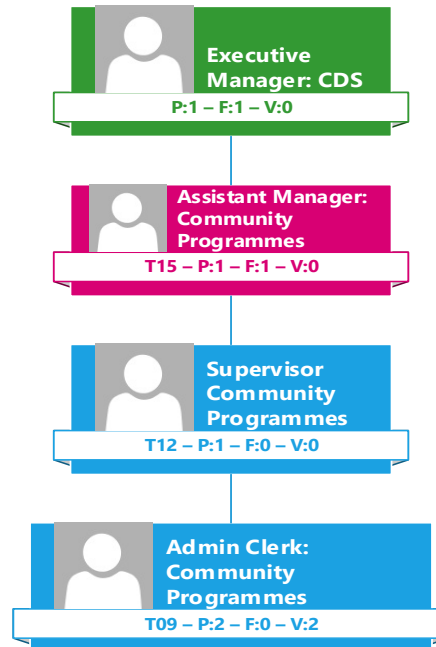 Executive
Manager: CDS
P:1 – F:1 – V:0
Assistant Manager:
Community
Programmes
T15 – P:1 – F:1 – V:0
Supervisor
Community
Programmes
T12 – P:1 – F:0 – V:0
Admin Clerk:
Community
Programmes
T09 – P:2 – F:0 – V:2